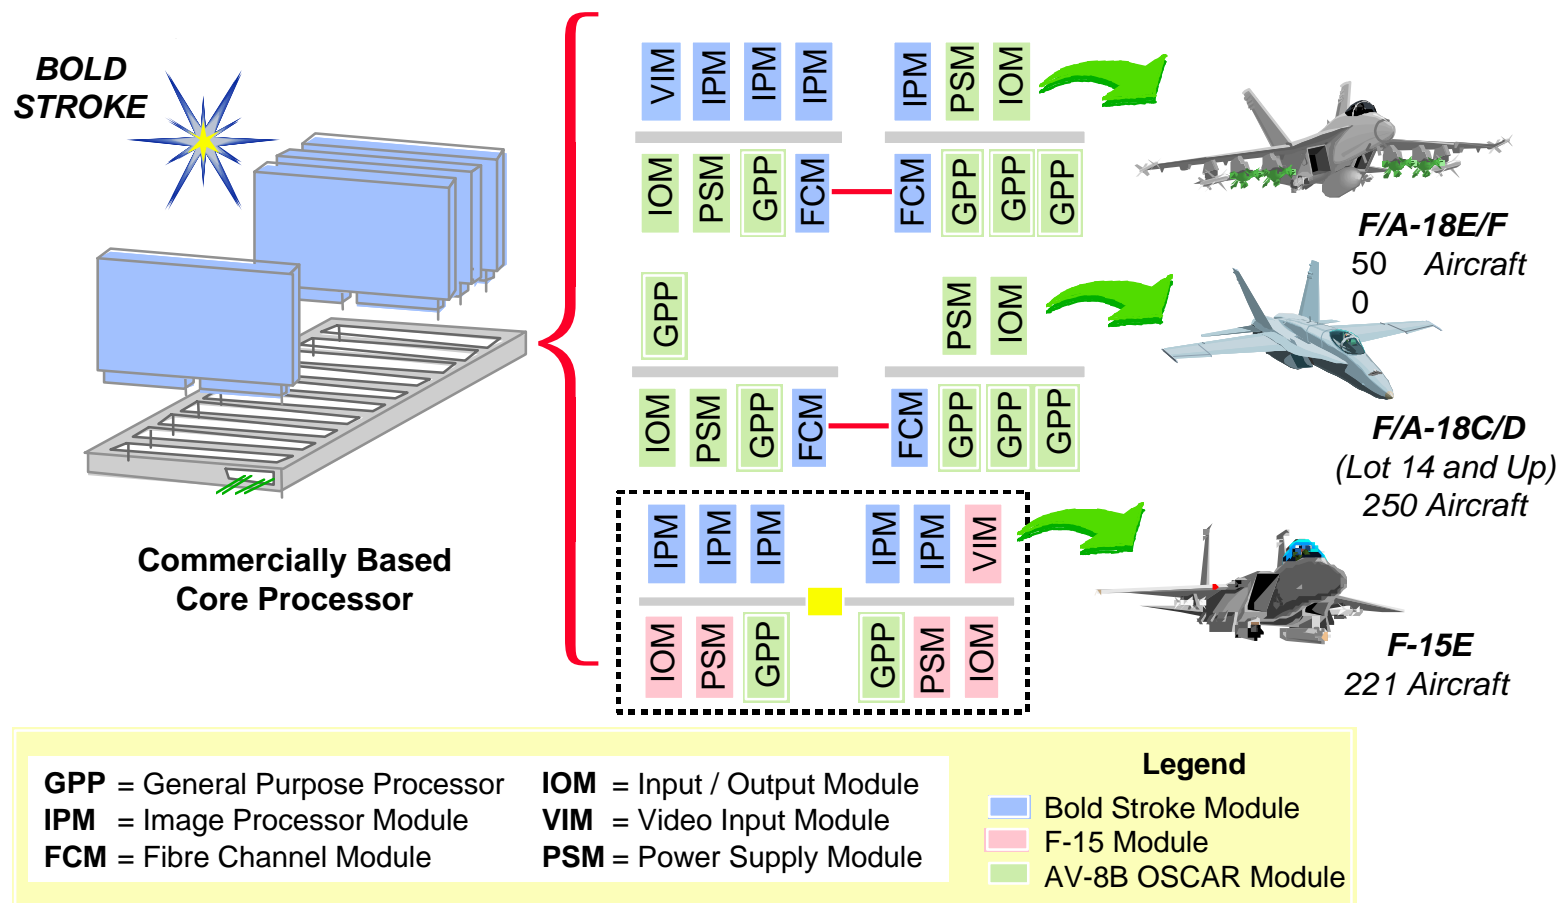 BOLD
STROKE
Commercially Based
Core Processor
VIM IPM IPM IPM IPM PSM IOM
IOM PSM GPP FCM FCM GPP GPP GPP
F/A-18E/F
50 Aircraft
0
GPP PSM IOM
IOM PSM GPP FCM FCM GPP GPP GPP
F/A-18C/D
(Lot 14 and Up)
250 Aircraft
IPM IPM IPM IPM IPM VIM
IOM PSM GPP GPP PSM IOM
F-15E
221 Aircraft
GPP = General Purpose Processor
IPM = Image Processor Module
FCM = Fibre Channel Module
IOM = Input / Output Module
VIM = Video Input Module
PSM = Power Supply Module
Legend
Bold Stroke Module
F-15 Module
AV-8B OSCAR Module